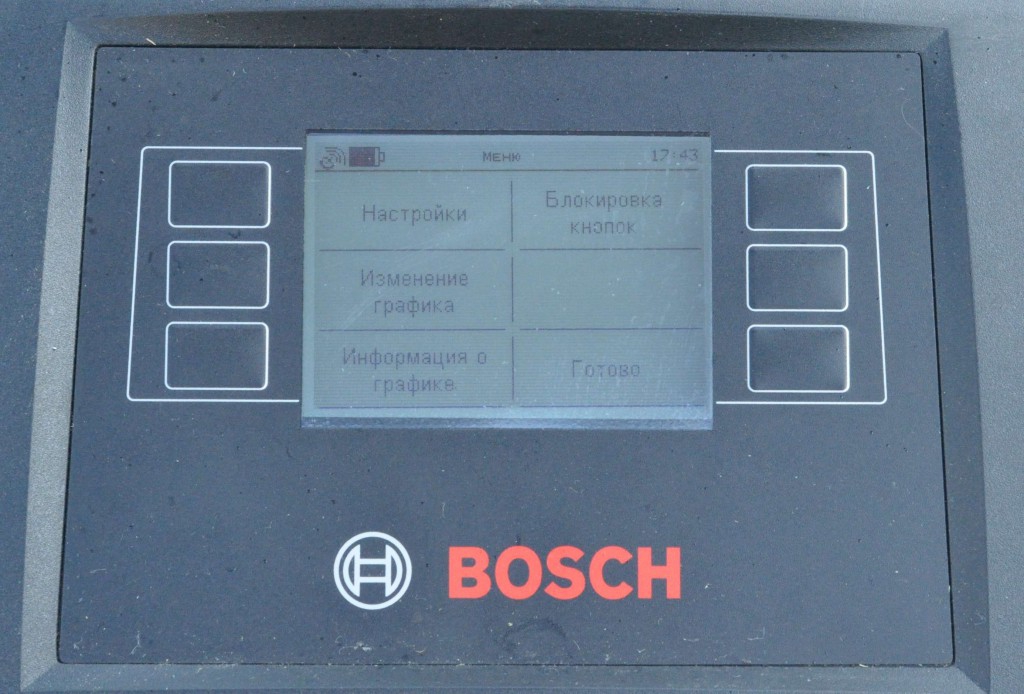 Меню
17:43
Настройки
Блокировка
кнопок
Изменение
графика
Информация о
графике
Готово
BOSCH